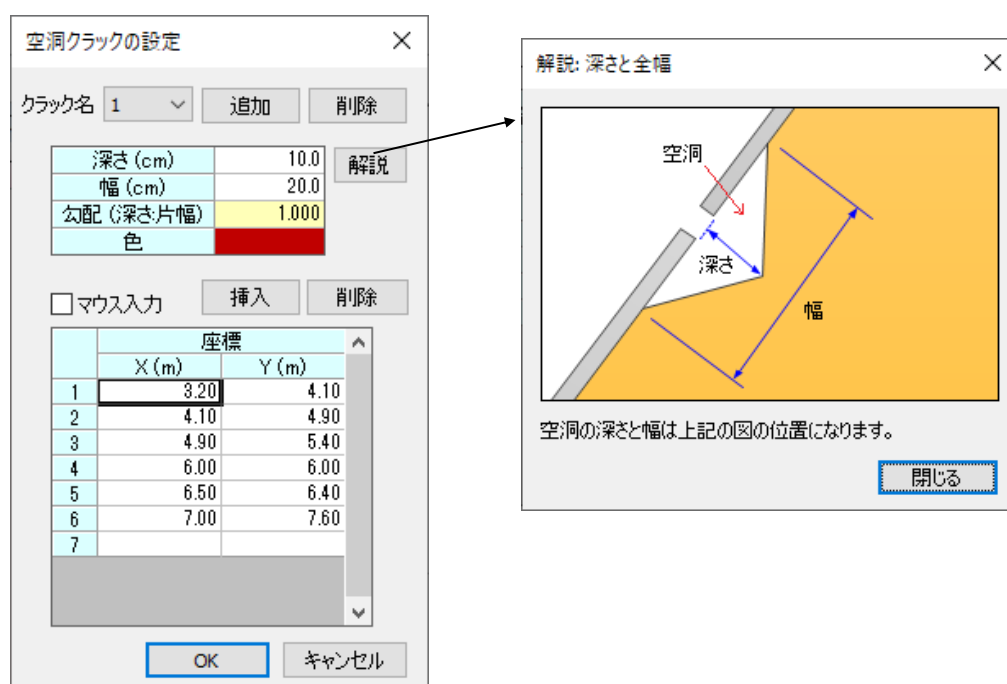 空洞クラックの設定
クラック名 1 追加 削除
深さ (cm) 10.0 解説
幅 (cm) 20.0
勾配 (深さ:片幅) 1.000
色
マウス入力 挿入 削除
座標
X (m) Y (m)
1 3.20 4.10
2 4.10 4.90
3 4.90 5.40
4 6.00 6.00
5 6.50 6.40
6 7.00 7.60
7
OK キャンセル
解説: 深さと全幅
空洞
深さ
幅
空洞の深さと幅は上記の図の位置になります。
閉じる